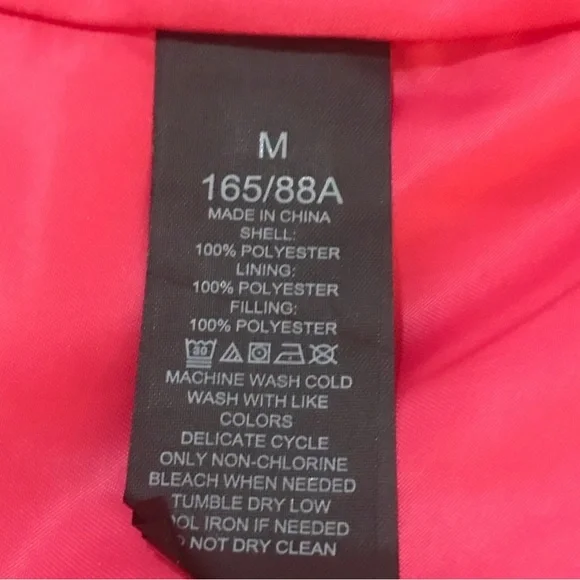 M
165/88A
MADE IN CHINA
SHELL:
100% POLYESTER
LINING:
100% POLYESTER
FILLING:
100% POLYESTER
30
MACHINE WASH COLD
WASH WITH LIKE
COLORS
DELICATE CYCLE
ONLY NON-CHLORINE
BLEACH WHEN NEEDED
TUMBLE DRY LOW
OOL IRON IF NEEDED
NOT DRY CLEAN